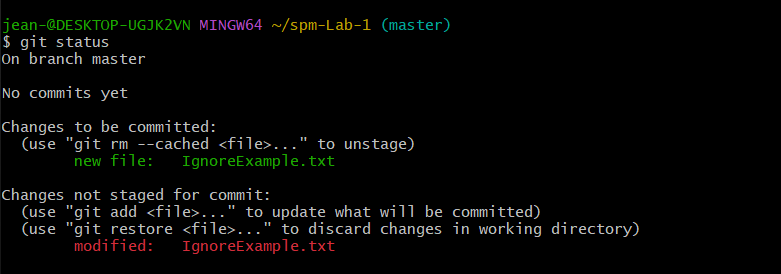 jean-@DESKTOP-UGJK2VN MINGW64 ~/spm-Lab-1 (master)
$ git status
On branch master
No commits yet
Changes to be committed:
(use "git rm --cached <file>..." to unstage)
new file:   IgnoreExample.txt
Changes not staged for commit:
(use "git add <file>..." to update what will be committed)
(use "git restore <file>..." to discard changes in working directory)
modified:   IgnoreExample.txt